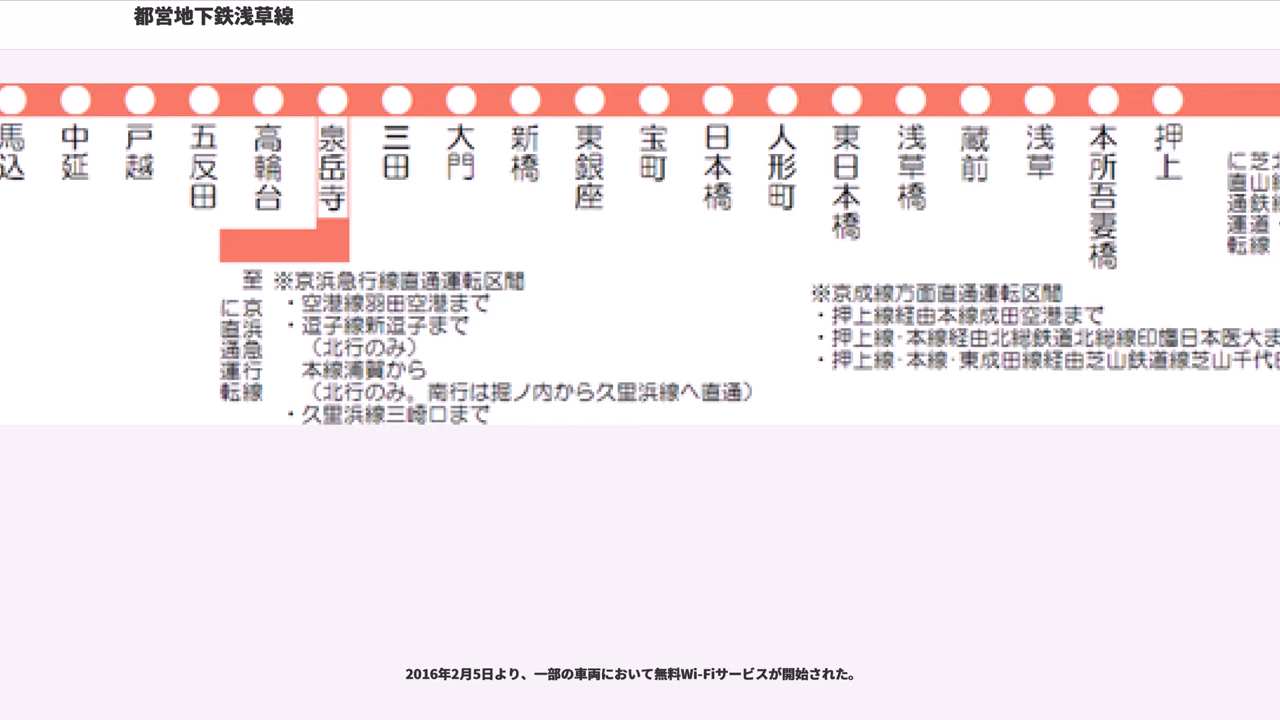 都営地下鉄浅草線
馬込
中延
戸越
五反田
高輪台
泉岳寺
三田
大門
新橋
東銀座
宝町
日本橋
人形町
東日本橋
浅草橋
蔵前
浅草
本所吾妻橋
押上
至
京浜急行線
に直通運転
※京浜急行線直通運転区間
・空港線羽田空港まで
・逗子線新逗子まで
(北行のみ)
本線浦賀から
(北行のみ。南行は堀ノ内から久里浜線へ直通)
・久里浜線三崎口まで
※京成線方面直通運転区間
・押上線経由本線成田空港まで
・押上線·本線経由北総鉄道北総線印旛日本医大ま
・押上線·本線·東成田線経由芝山鉄道線芝山千代田
芝山鉄道線
に直通運転
2016年2月5日より、一部の車両において無料Wi-Fiサービスが開始された。